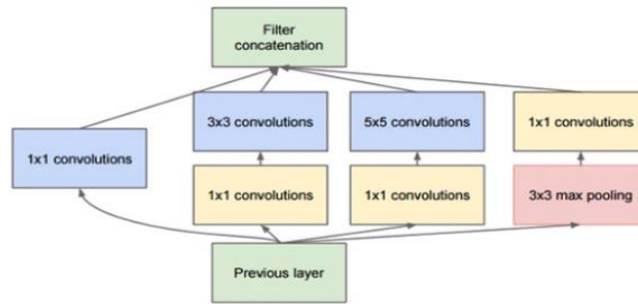 Filter
concatenation
3x3 convolutions
5x5 convolutions
1x1 convolutions
1x1 convolutions
1x1 convolutions
1x1 convolutions
3x3 max pooling
Previous layer